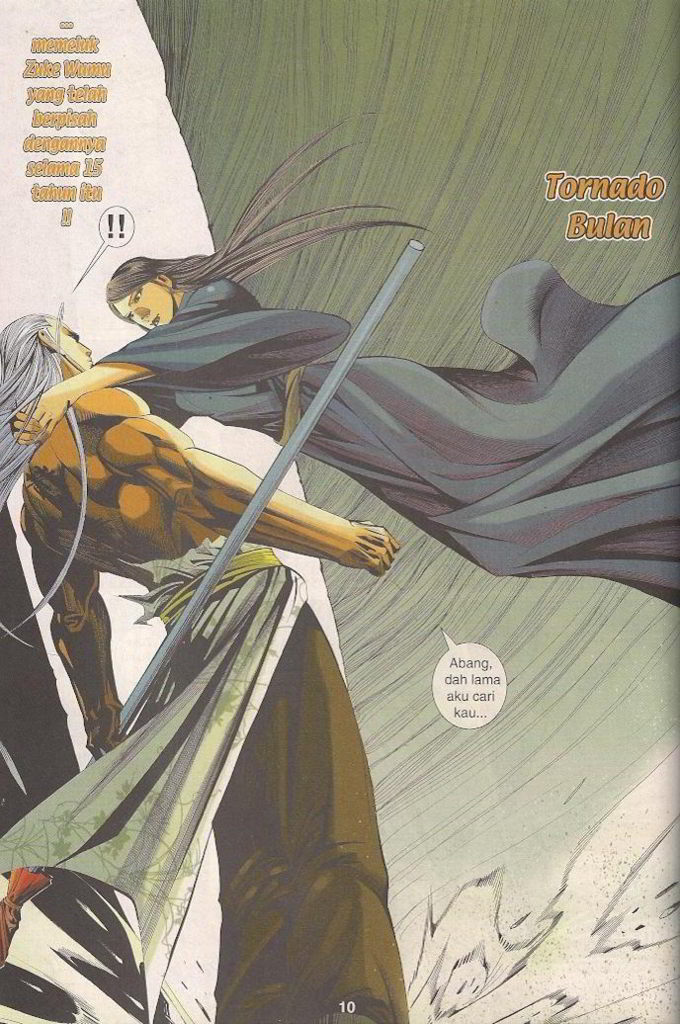 ...
memeluk
Zuke Wumu
yang telah
berpisah
dengannya
selama 15
tahun itu
!!
!!
Tornado
Bulan
Abang,
dah lama
aku cari
kau...
10